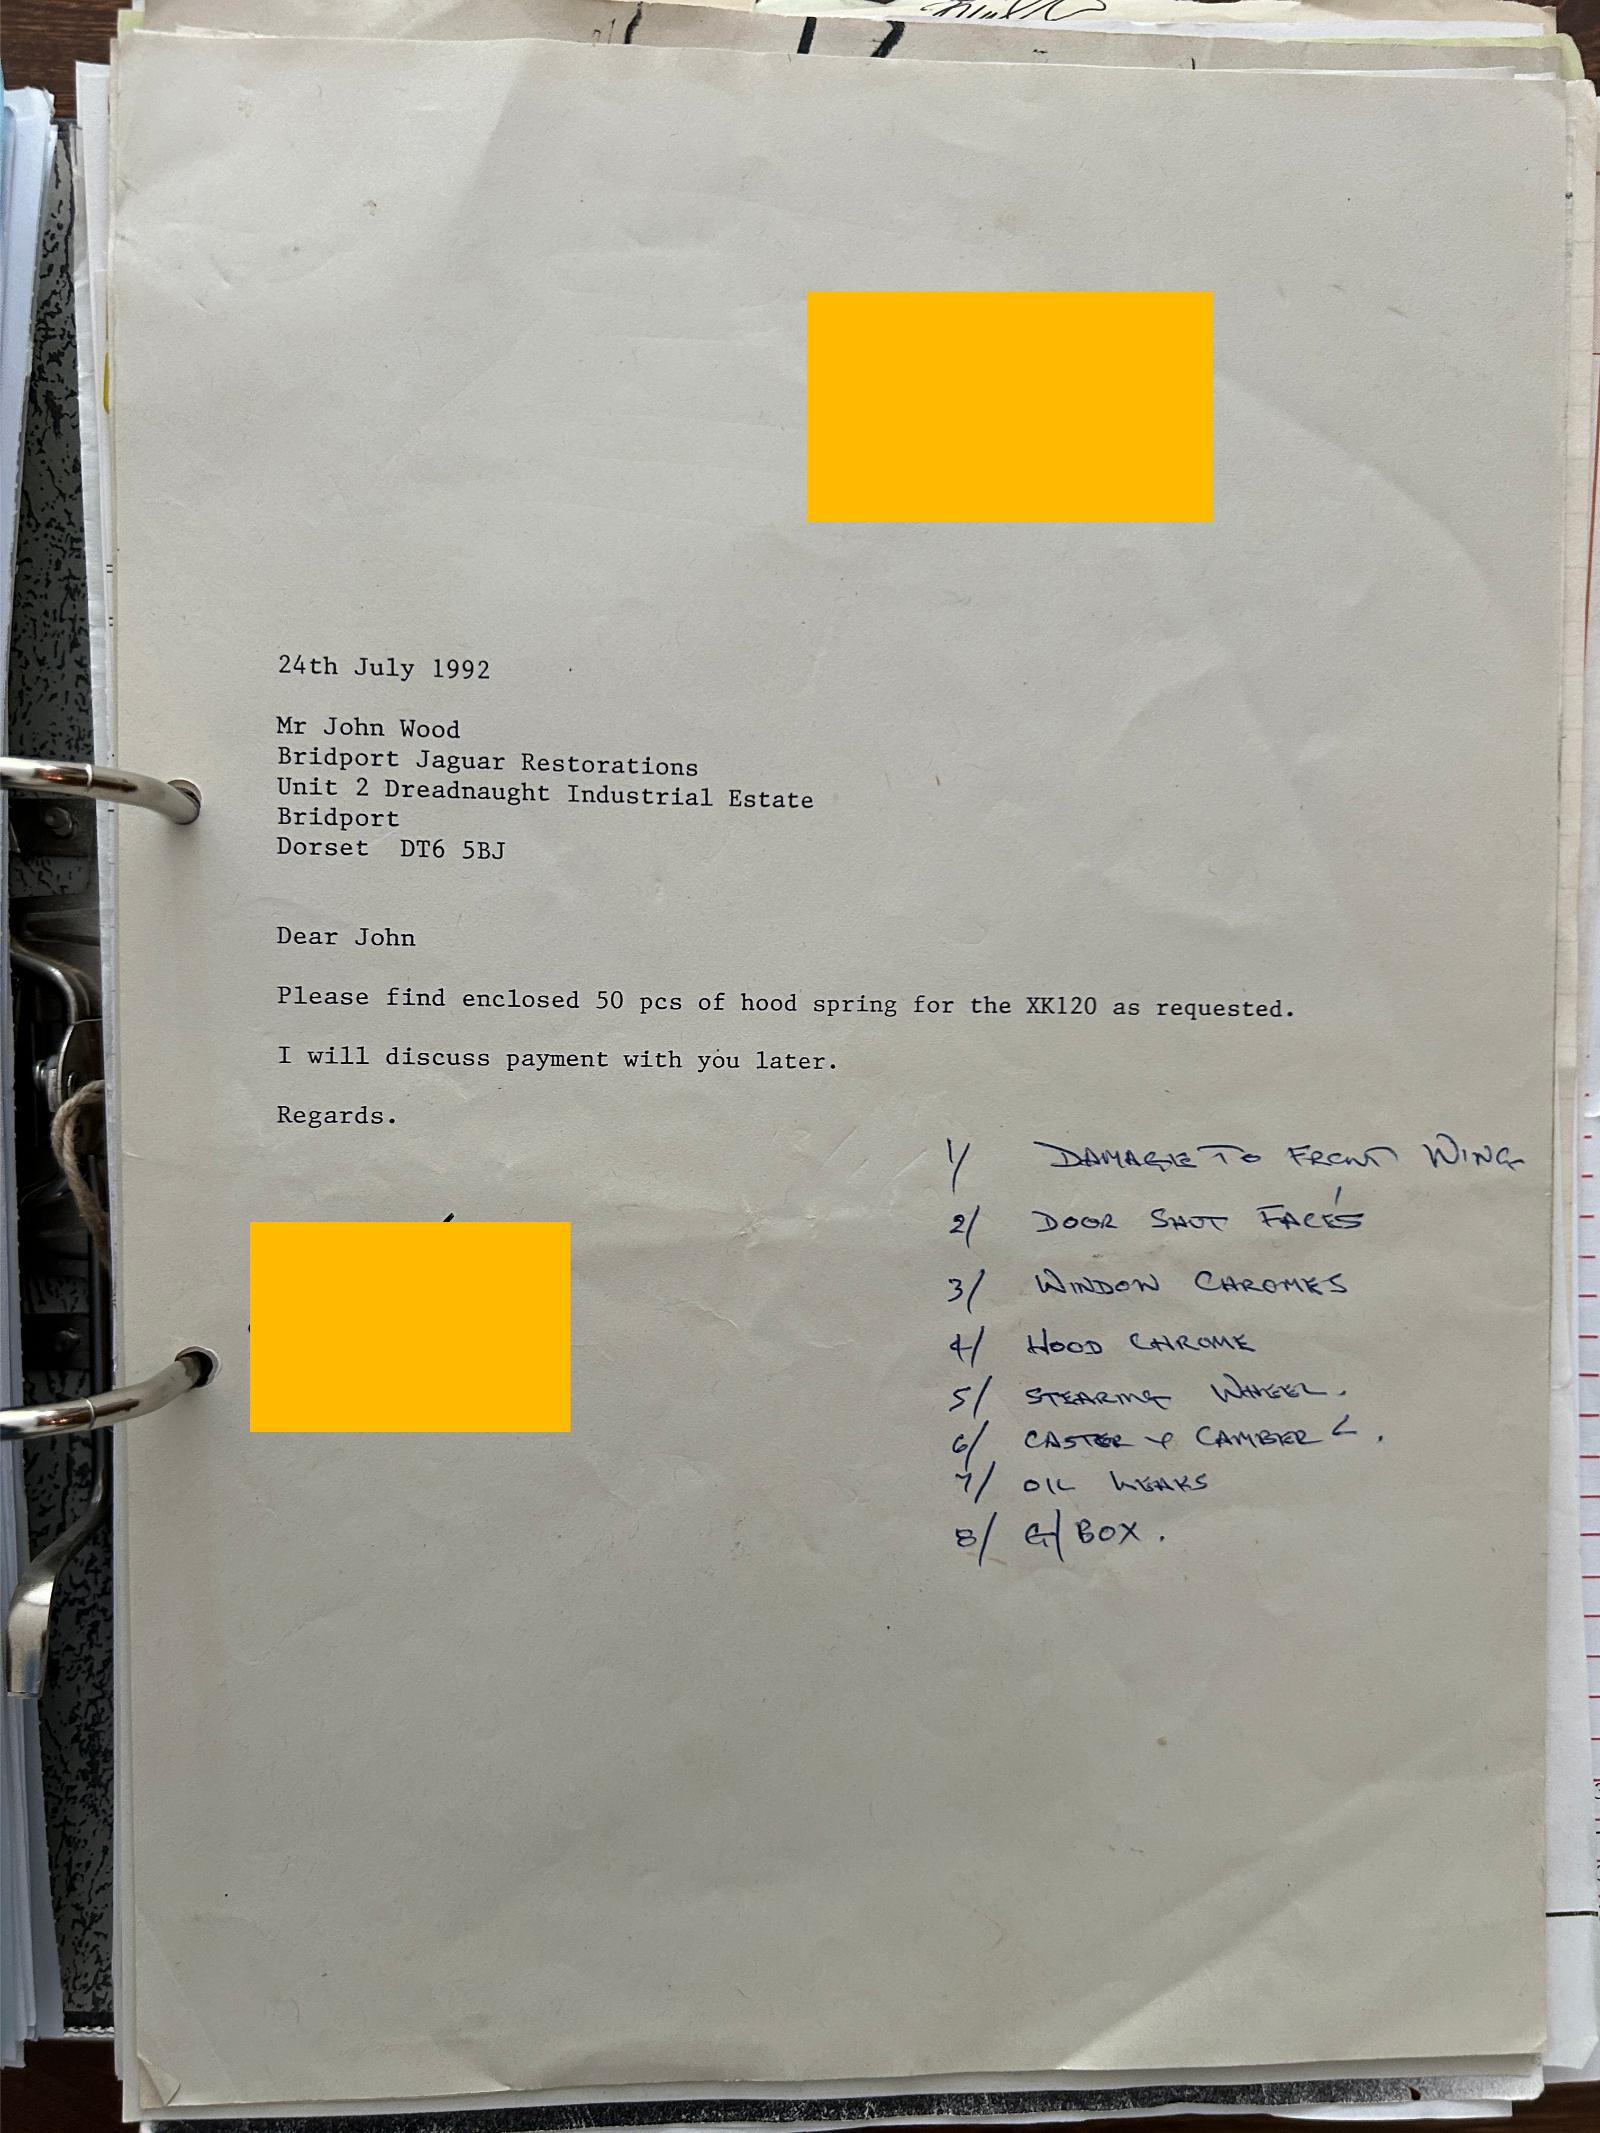 24th July 1992
Mr John Wood
Bridport Jaguar Restorations
Unit 2 Dreadnaught Industrial Estate
Bridport
Dorset  DT6 5BJ
Dear John
Please find enclosed 50 pcs of hood spring for the XK120 as requested.
I will discuss payment with you later.
Regards.
1/ DAMAGE TO FRONT WING
2/ DOOR SHUT FACE'S
3/ WINDOW CHROMES
4/ HOOD CHROME
5/ STEARING WHEEL.
6/ CASTER & CAMBER ∠.
7/ OIL LEAKS
8/ G/BOX.